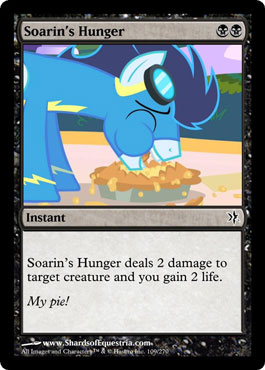 Soarin's Hunger
Instant
Soarin's Hunger deals 2 damage to
target creature and you gain 2 life.
My pie!
www.ShardsofEquestria.com
All Images and Characters™ & © Hasbro Inc. 109/270